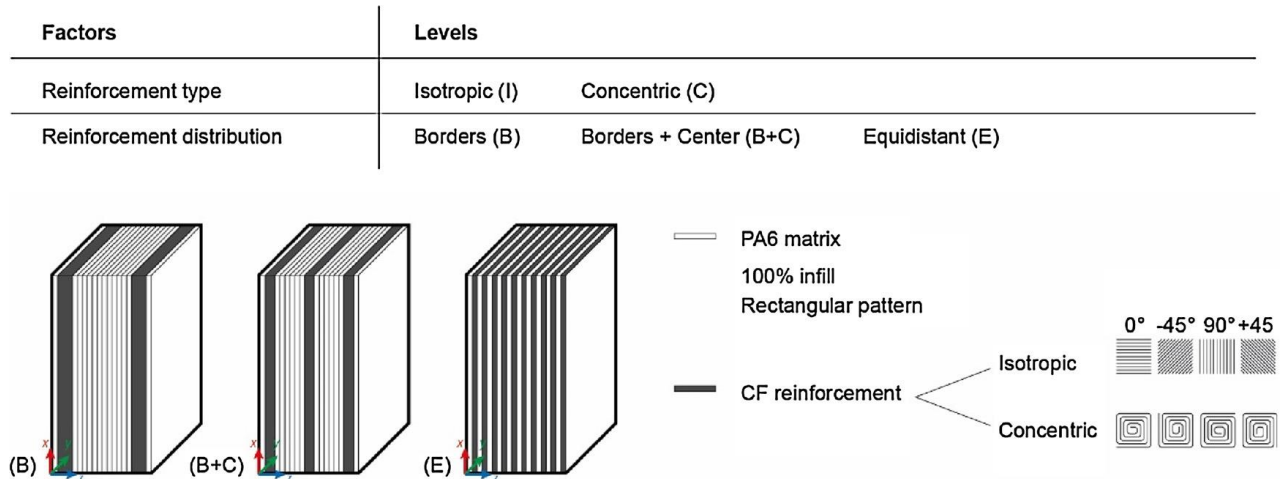 Factors Levels
Reinforcement type Isotropic (I) Concentric (C)
Reinforcement distribution Borders (B) Borders + Center (B+C) Equidistant (E)
PA6 matrix
100% infill
Rectangular pattern
0° -45° 90° +45
Isotropic
CF reinforcement
Concentric
x y
(B)
x y
(B+C)
x y
(E)